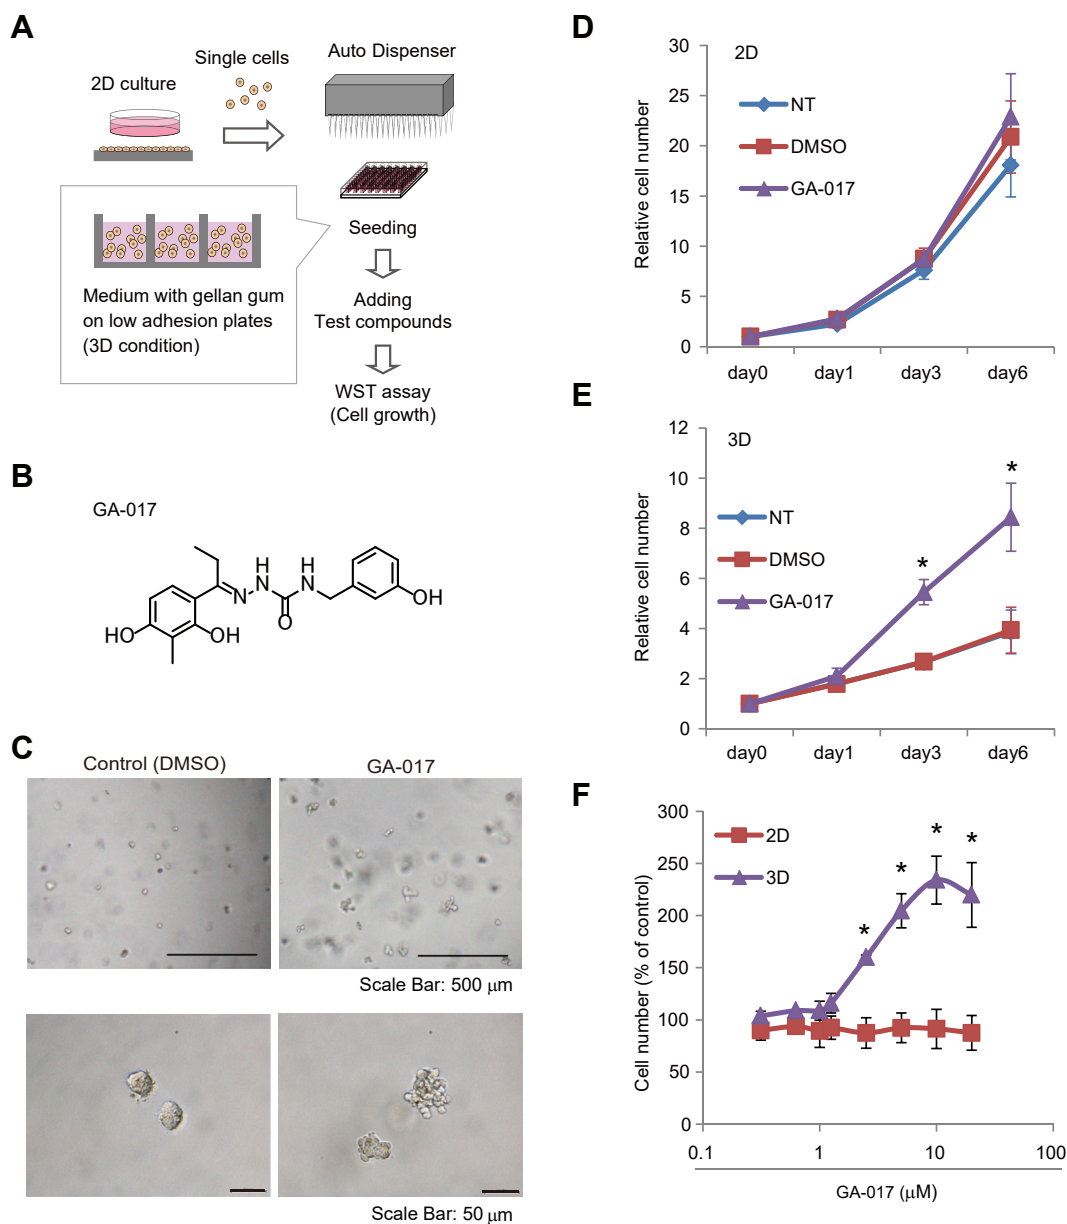 A
2D culture
Single cells
Auto Dispenser
Seeding
Medium with gellan gum
on low adhesion plates
(3D condition)
Adding
Test compounds
WST assay
(Cell growth)
B
GA-017
H
N
H
N
N
O
HO
OH
OH
C
Control (DMSO)
GA-017
Scale Bar: 500 μm
Scale Bar: 50 μm
D
2D
NT
DMSO
GA-017
Relative cell number
30
25
20
15
10
5
0
day0 day1 day3 day6
E
3D
NT
DMSO
GA-017
Relative cell number
12
10
8
6
4
2
0
* *
day0 day1 day3 day6
F
2D
3D
Cell number (% of control)
300
250
200
150
100
50
0
* * * *
0.1 1 10 100
GA-017 (μM)